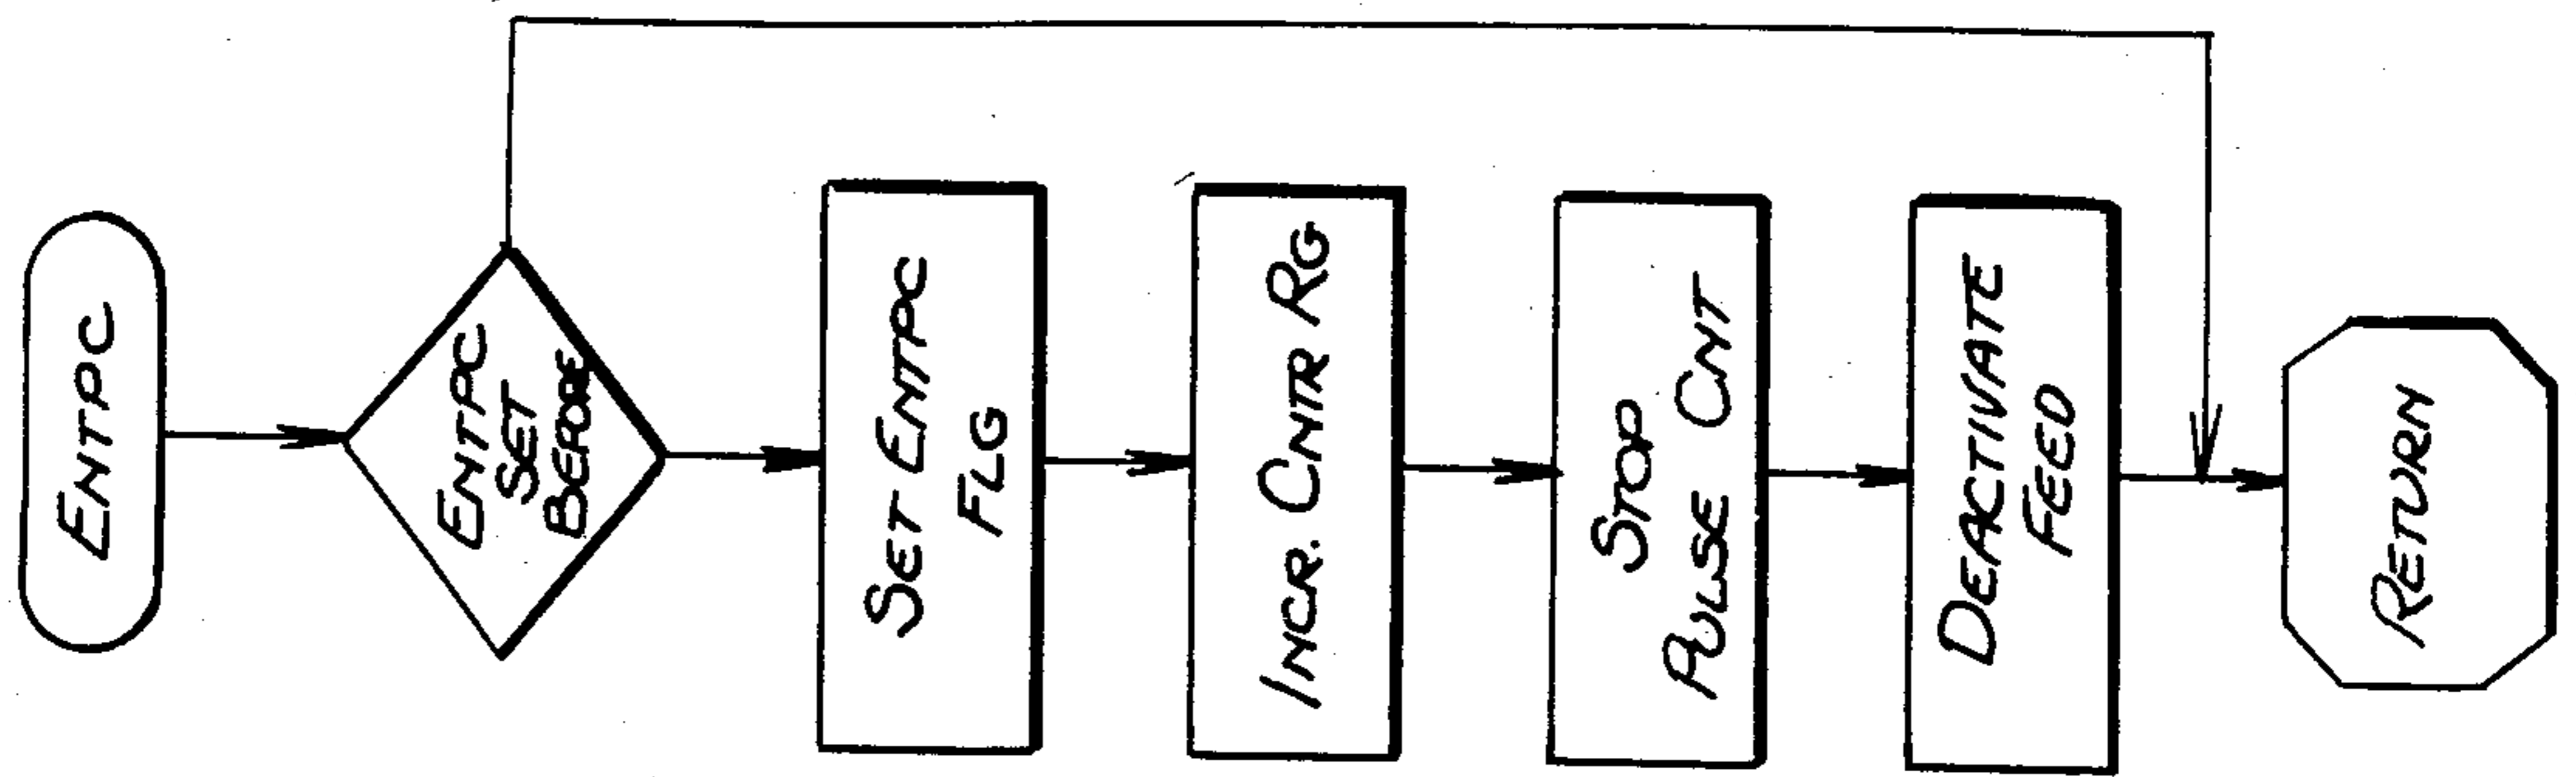 ENTPC
ENTPC
SET
BEFORE
SET ENTPC
FLG
INCR. CNTR RG
STOP
PULSE CNT
DEACTIVATE
FEED
RETURN